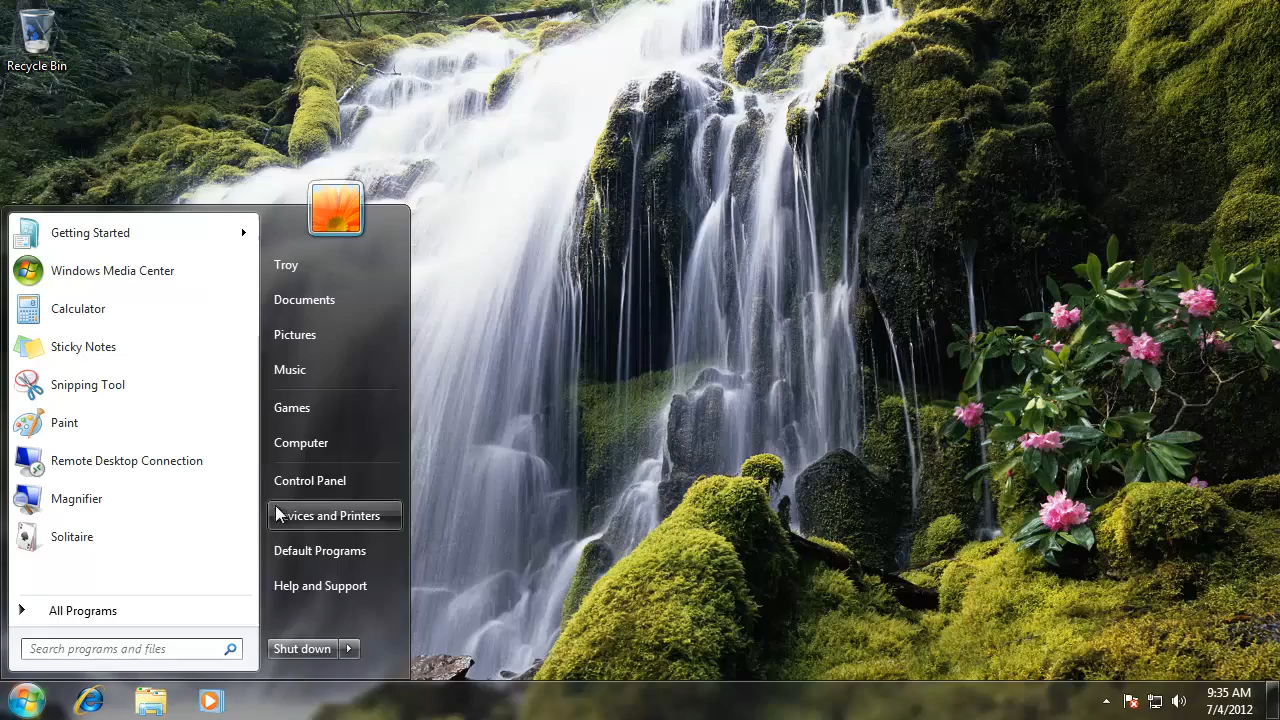 Recycle Bin
Getting Started
Windows Media Center
Calculator
Sticky Notes
Snipping Tool
Paint
Remote Desktop Connection
Magnifier
Solitaire
All Programs
Search programs and files
Troy
Documents
Pictures
Music
Games
Computer
Control Panel
vices and Printers
Default Programs
Help and Support
Shut down
9:35 AM
7/4/2012